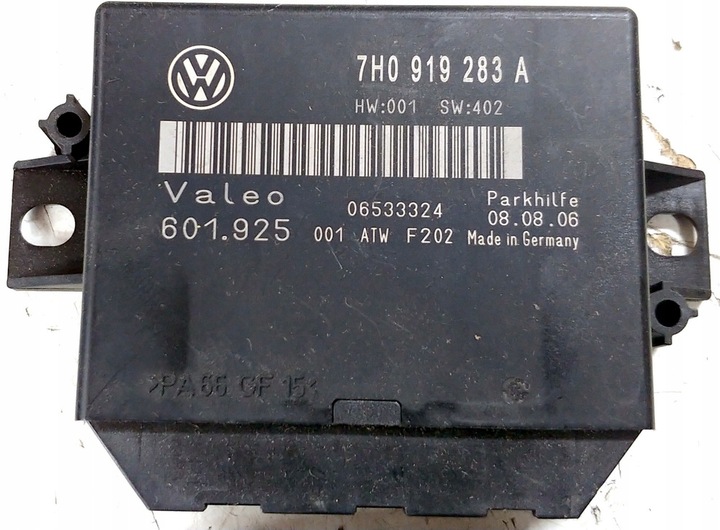 7H0 919 283 A
HW:001 SW:402
Valeo
06533324
Parkhilfe
08.08.06
601.925
001 ATW F202
Made in Germany
>PA 66 GF 15<